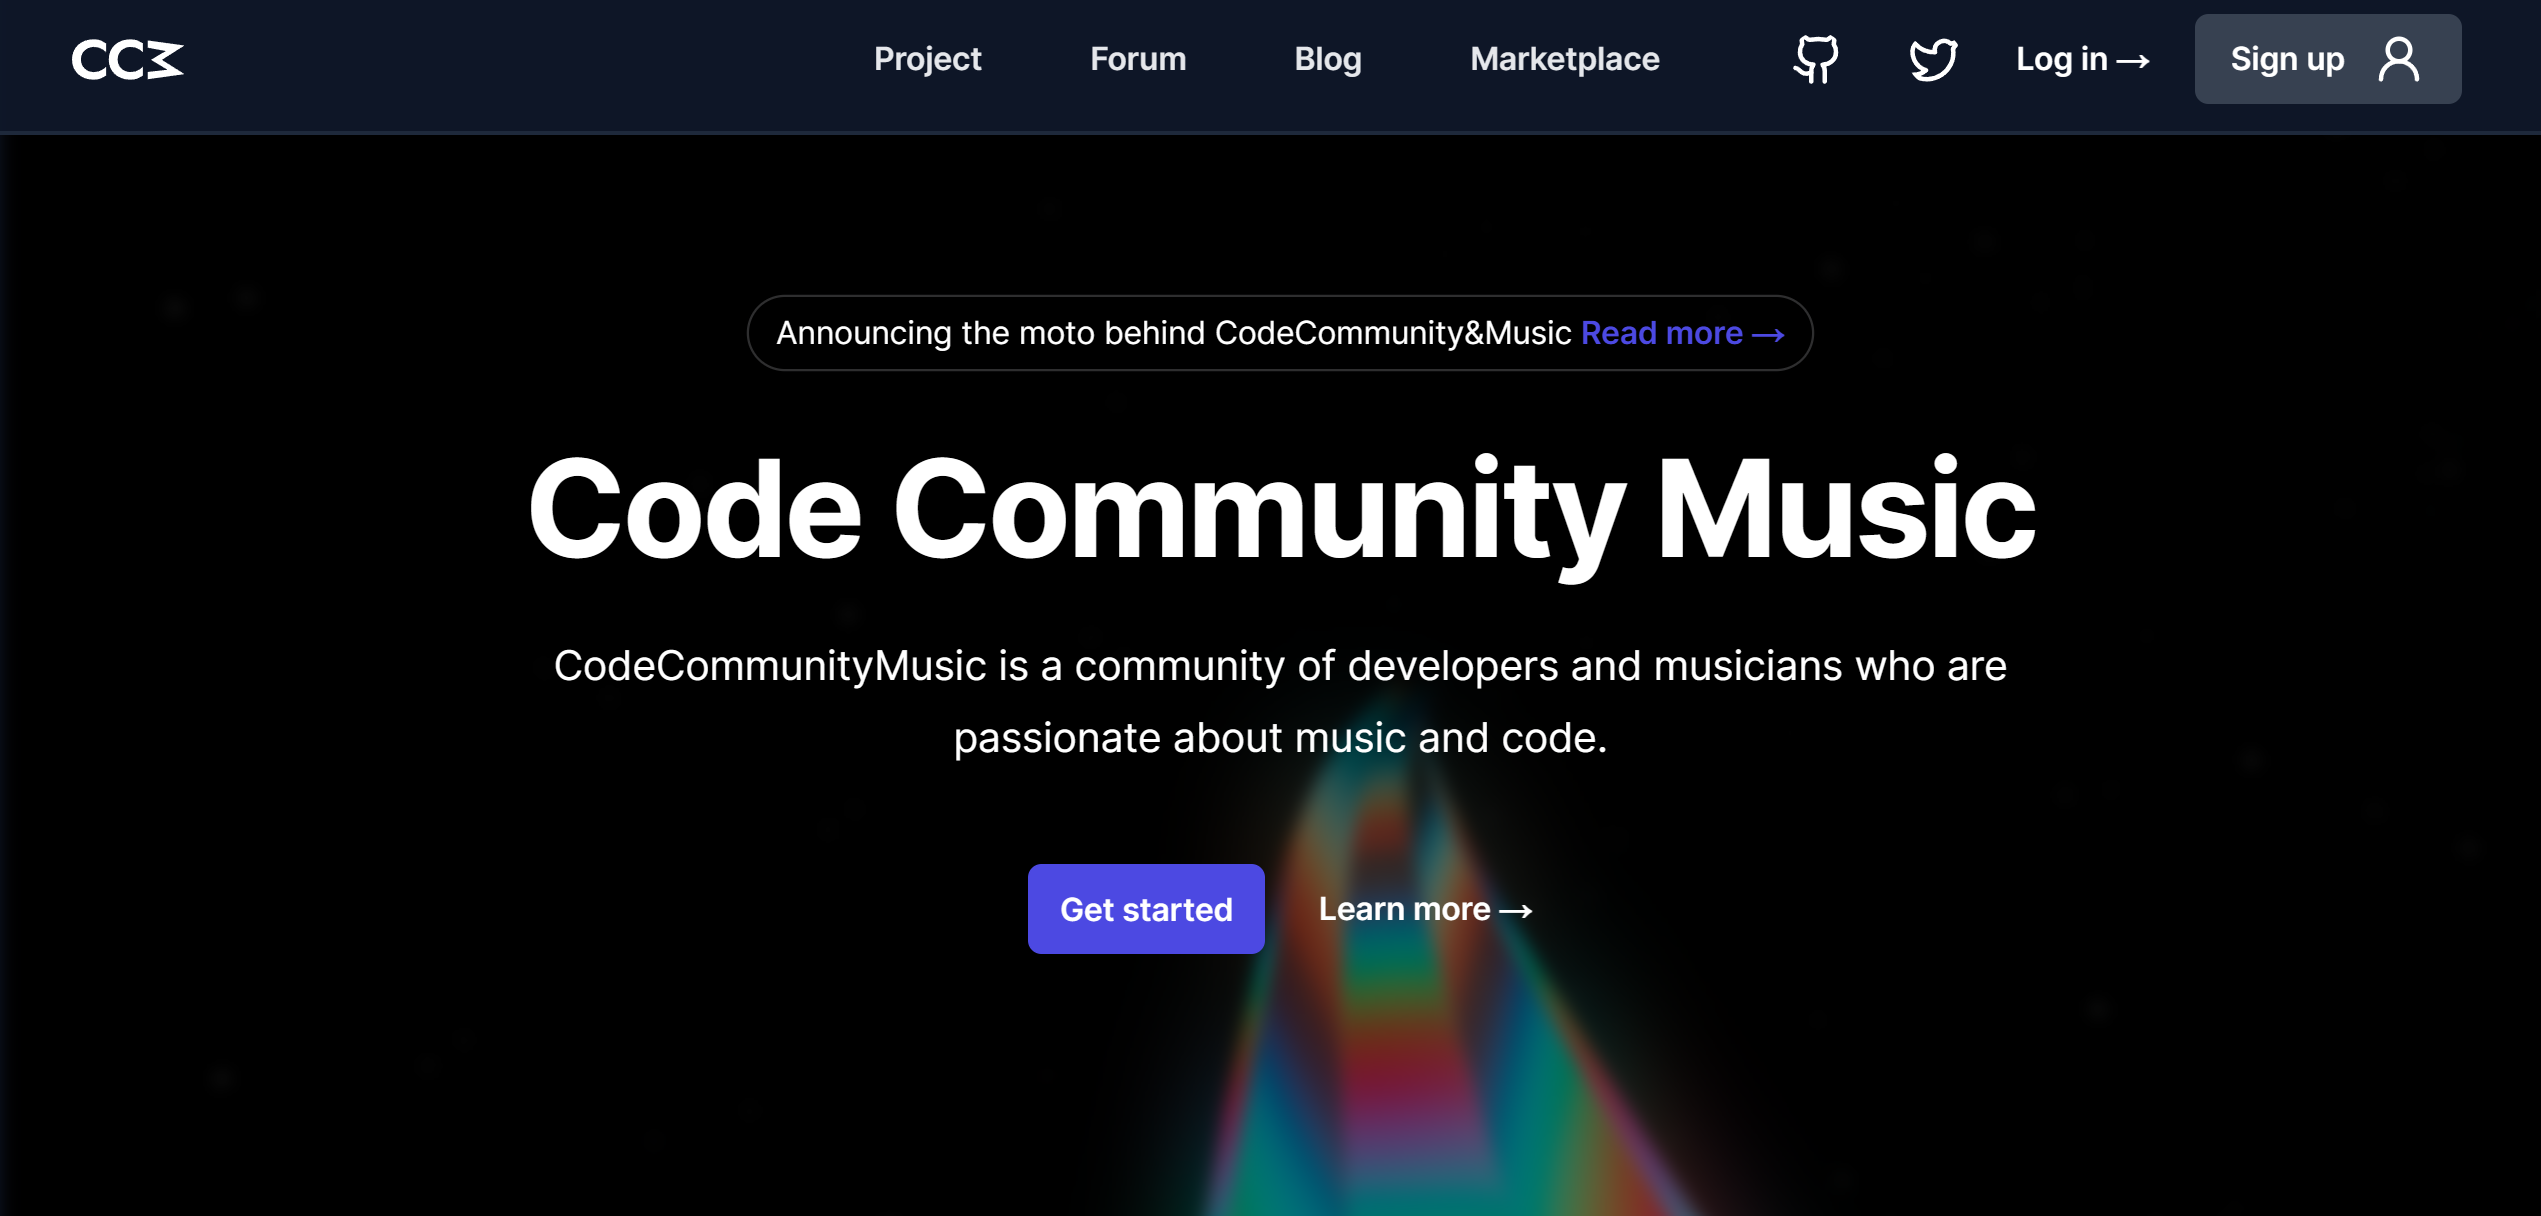 CCM
Project Forum Blog Marketplace Log in → Sign up
Announcing the moto behind CodeCommunity&Music Read more →
Code Community Music
CodeCommunityMusic is a community of developers and musicians who are
passionate about music and code.
Get started Learn more →